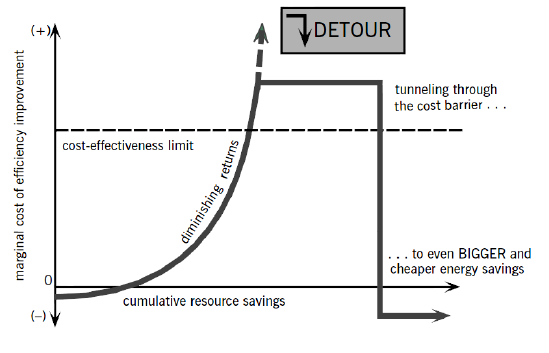 (+)
DETOUR
tunneling through
the cost barrier . . .
cost-effectiveness limit
diminishing returns
marginal cost of efficiency improvement
. . . to even BIGGER and
cheaper energy savings
0
cumulative resource savings
(–)